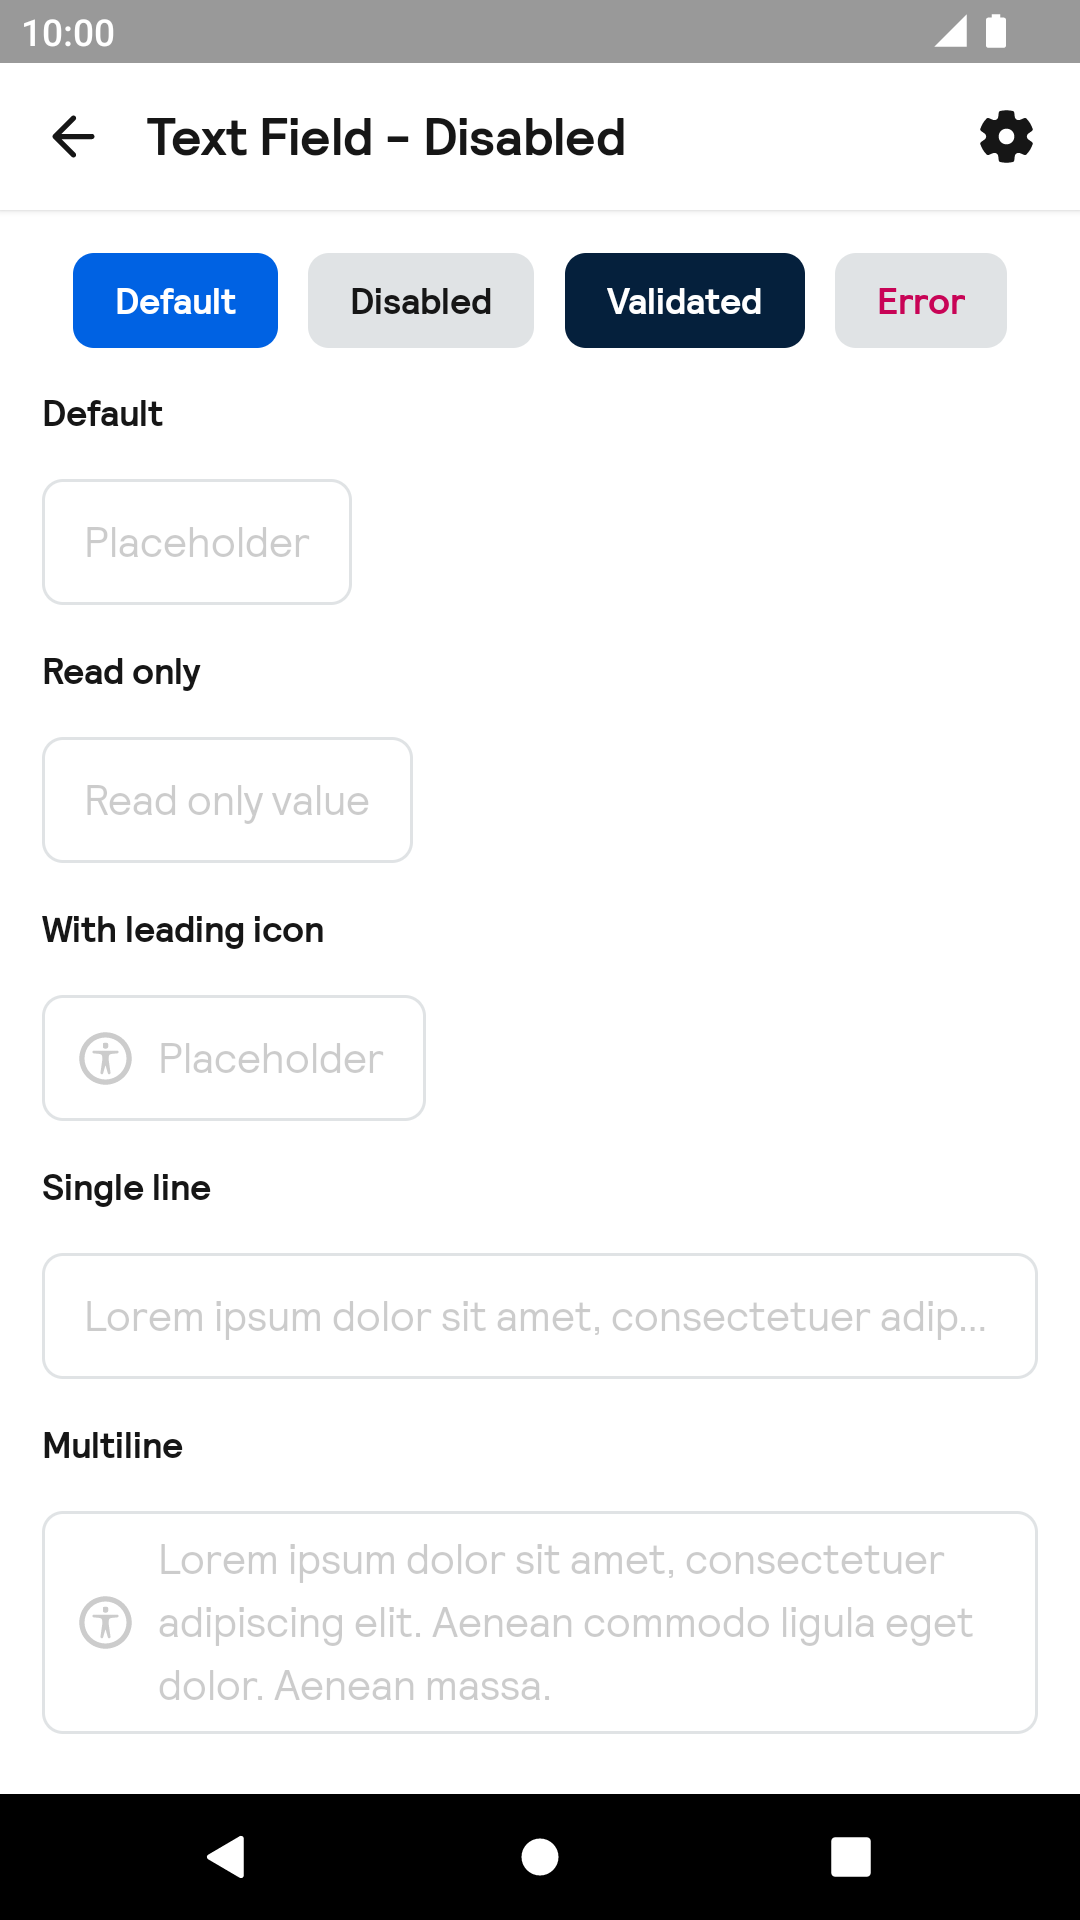 10:00
Text Field - Disabled
Default Disabled Validated Error
Default
Placeholder
Read only
Read only value
With leading icon
Placeholder
Single line
Lorem ipsum dolor sit amet, consectetuer adip...
Multiline
Lorem ipsum dolor sit amet, consectetuer
adipiscing elit. Aenean commodo ligula eget
dolor. Aenean massa.